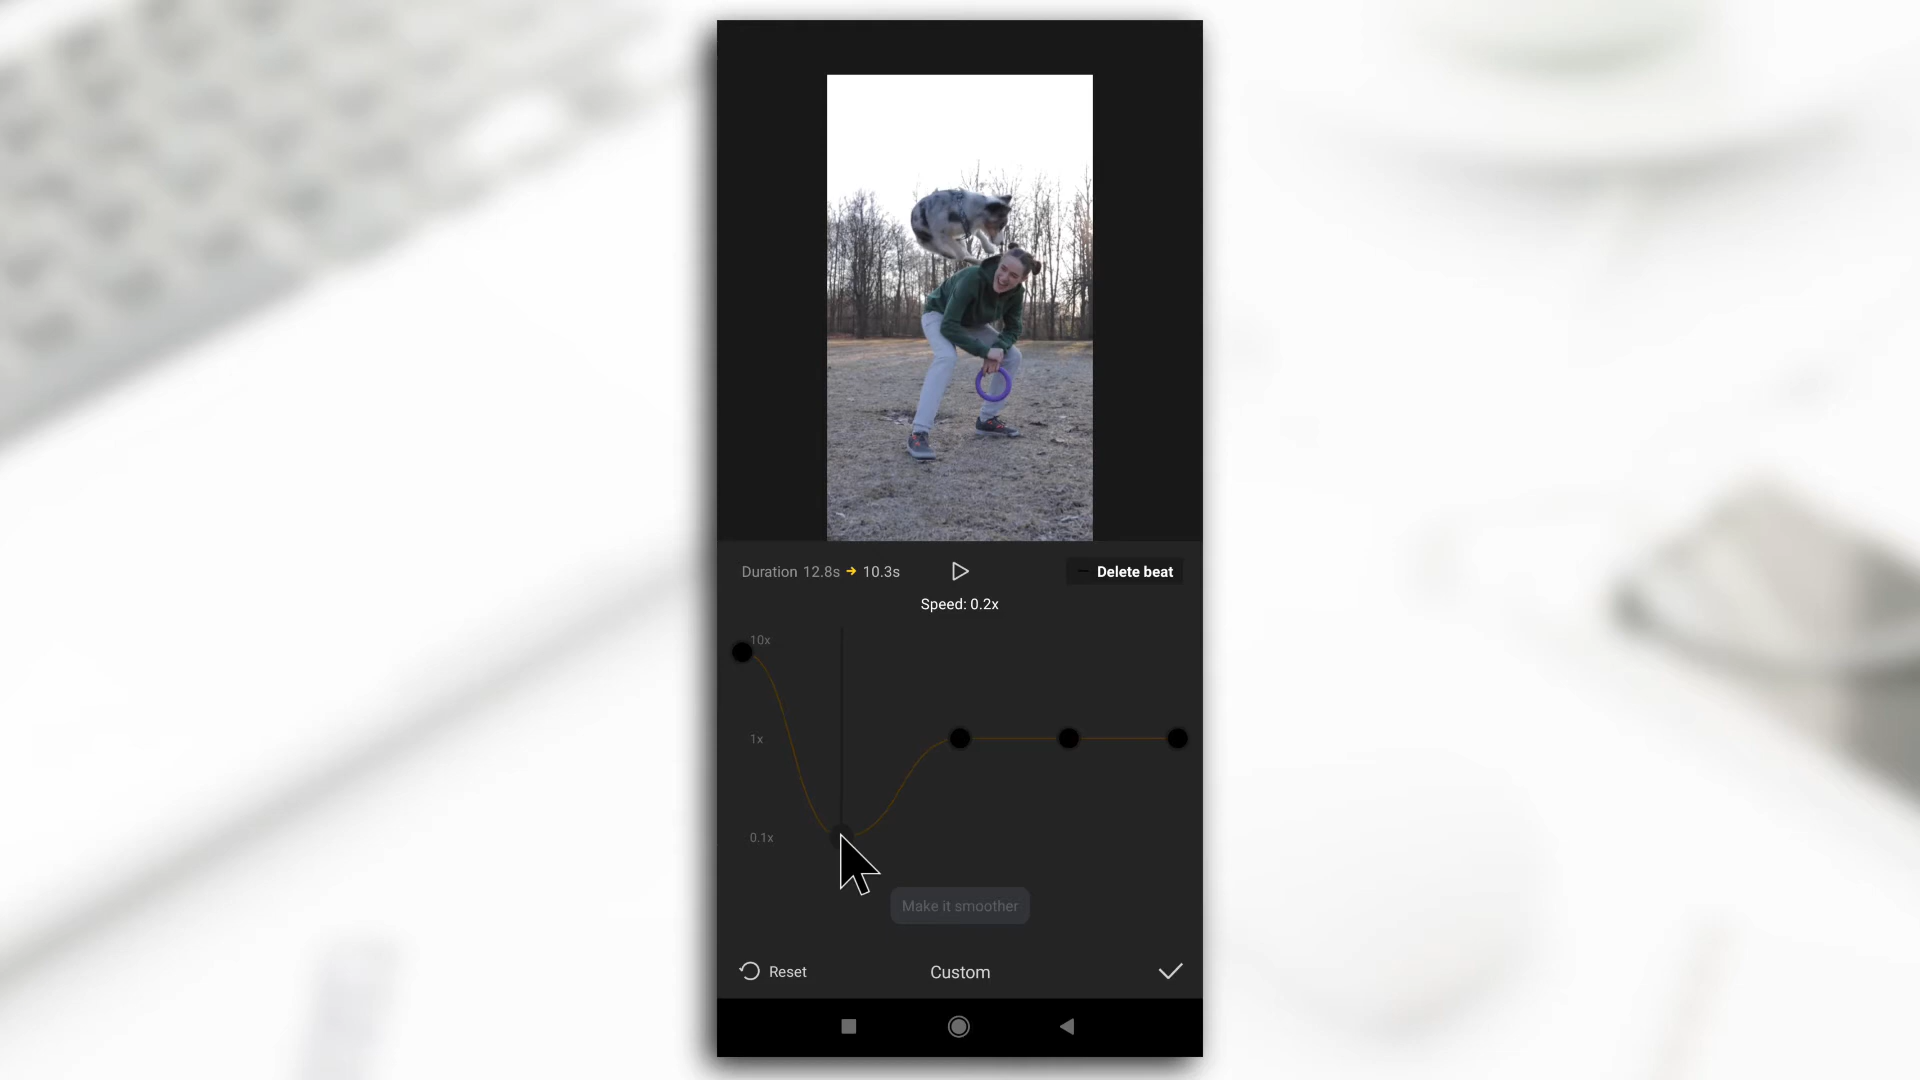 Duration 12.8s → 10.3s
Delete beat
Speed: 0.2x
10x
1x
0.1x
Make it smoother
Reset
Custom